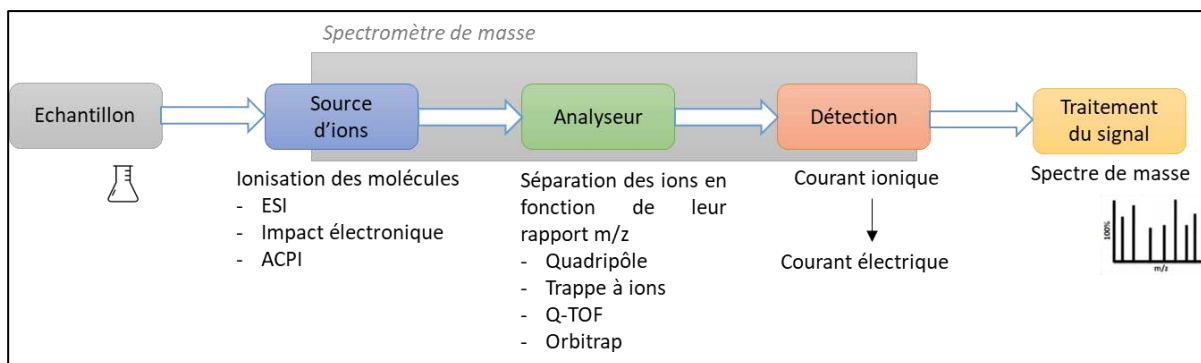 Spectromètre de masse
Echantillon
Source
d'ions
Analyseur
Détection
Traitement
du signal
Ionisation des molécules
- ESI
- Impact électronique
- ACPI
Séparation des ions en
fonction de leur
rapport m/z
- Quadripôle
- Trappe à ions
- Q-TOF
- Orbitrap
Courant ionique
Courant électrique
Spectre de masse
100%
m/z